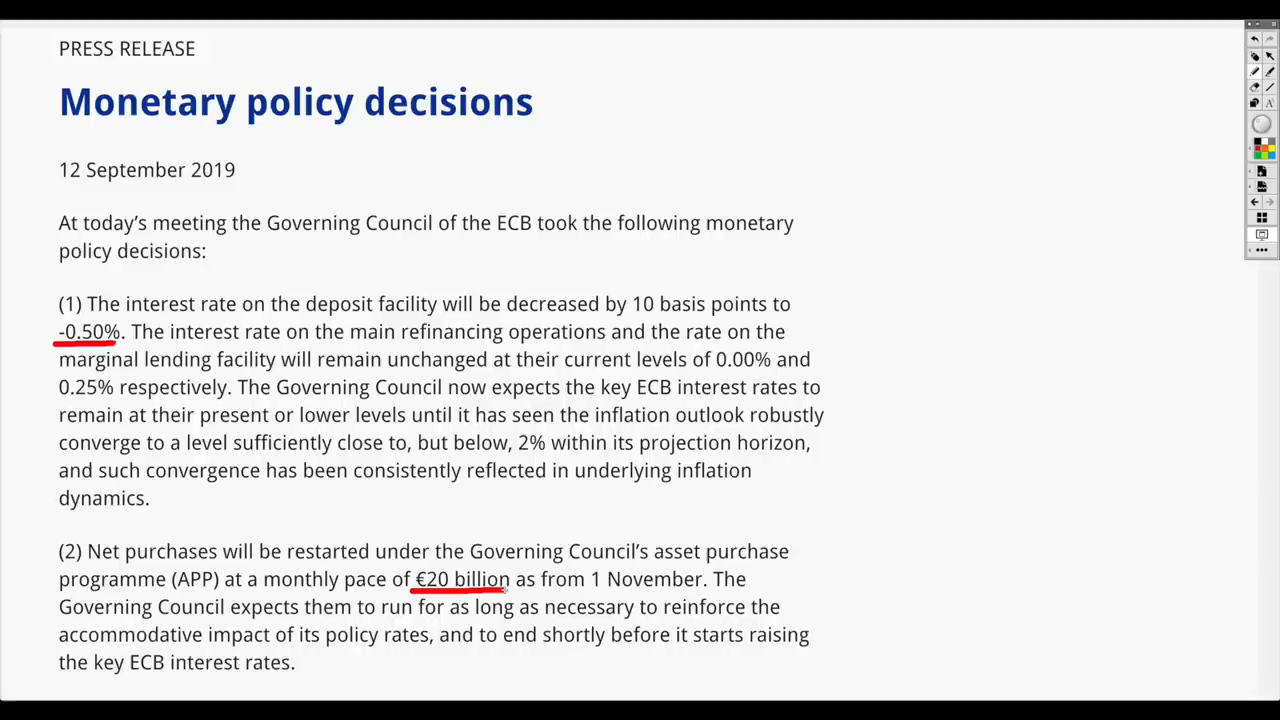 PRESS RELEASE
Monetary policy decisions
12 September 2019
At today’s meeting the Governing Council of the ECB took the following monetary
policy decisions:
(1) The interest rate on the deposit facility will be decreased by 10 basis points to
-0.50%. The interest rate on the main refinancing operations and the rate on the
marginal lending facility will remain unchanged at their current levels of 0.00% and
0.25% respectively. The Governing Council now expects the key ECB interest rates to
remain at their present or lower levels until it has seen the inflation outlook robustly
converge to a level sufficiently close to, but below, 2% within its projection horizon,
and such convergence has been consistently reflected in underlying inflation
dynamics.
(2) Net purchases will be restarted under the Governing Council’s asset purchase
programme (APP) at a monthly pace of €20 billion as from 1 November. The
Governing Council expects them to run for as long as necessary to reinforce the
accommodative impact of its policy rates, and to end shortly before it starts raising
the key ECB interest rates.